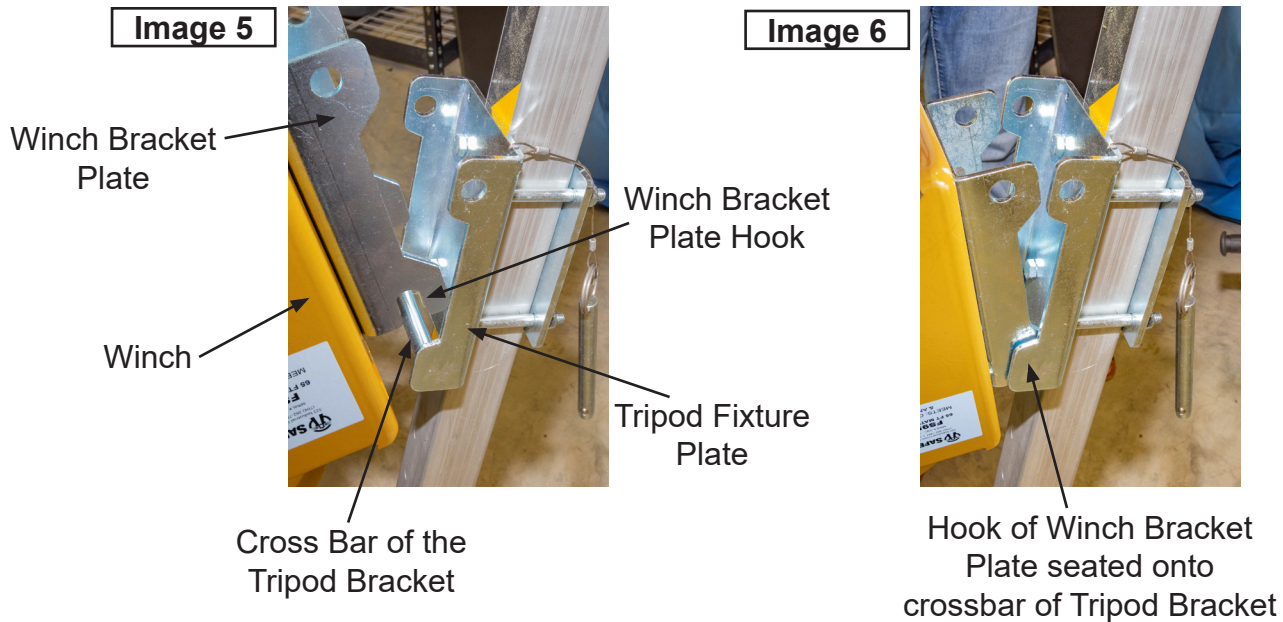 Image 5
Winch Bracket
Plate
Winch Bracket
Plate Hook
Winch
Tripod Fixture
Plate
Cross Bar of the
Tripod Bracket
Image 6
Hook of Winch Bracket
Plate seated onto
crossbar of Tripod Bracket